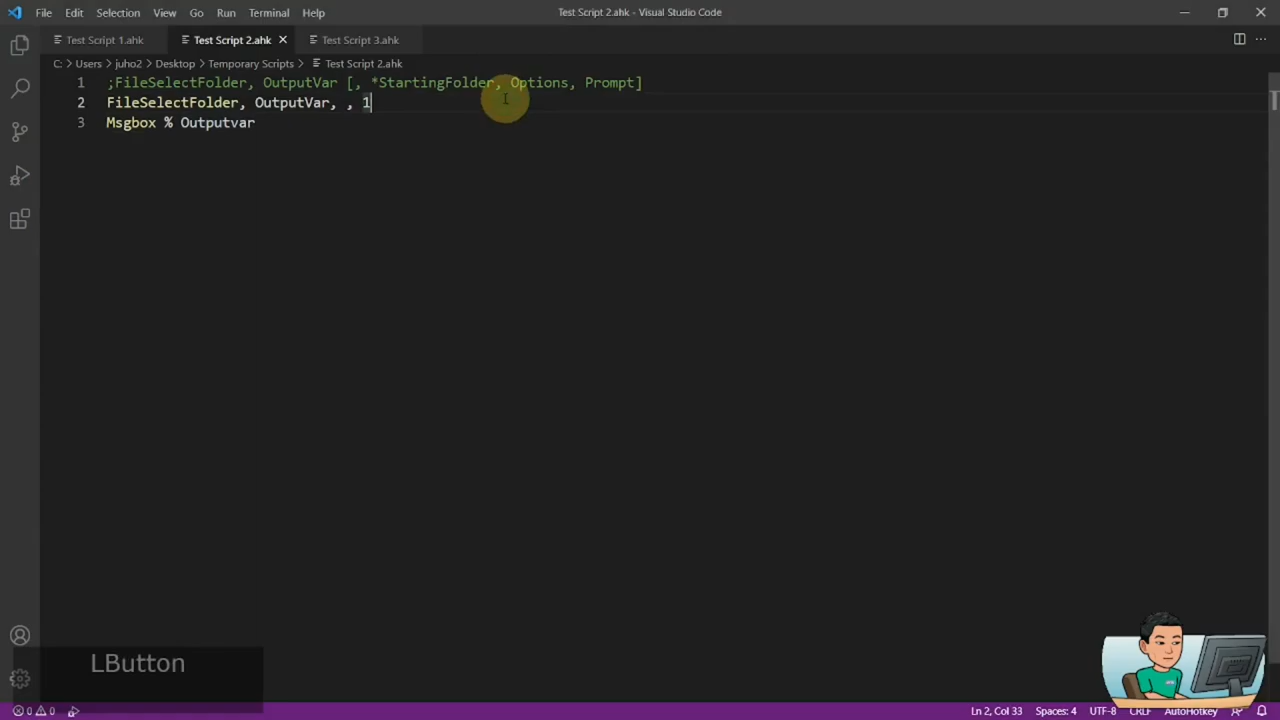 File Edit Selection View Go Run Terminal Help Test Script 2.ahk - Visual Studio Code
Test Script 1.ahk Test Script 2.ahk Test Script 3.ahk
C: > Users > juho2 > Desktop > Temporary Scripts > Test Script 2.ahk
1 ;FileSelectFolder, OutputVar [, *StartingFolder, Options, Prompt]
2 FileSelectFolder, OutputVar, , 1
3 Msgbox % Outputvar
LButton
0 0 Ln 2, Col 33 Spaces: 4 UTF-8 CRLF AutoHotkey